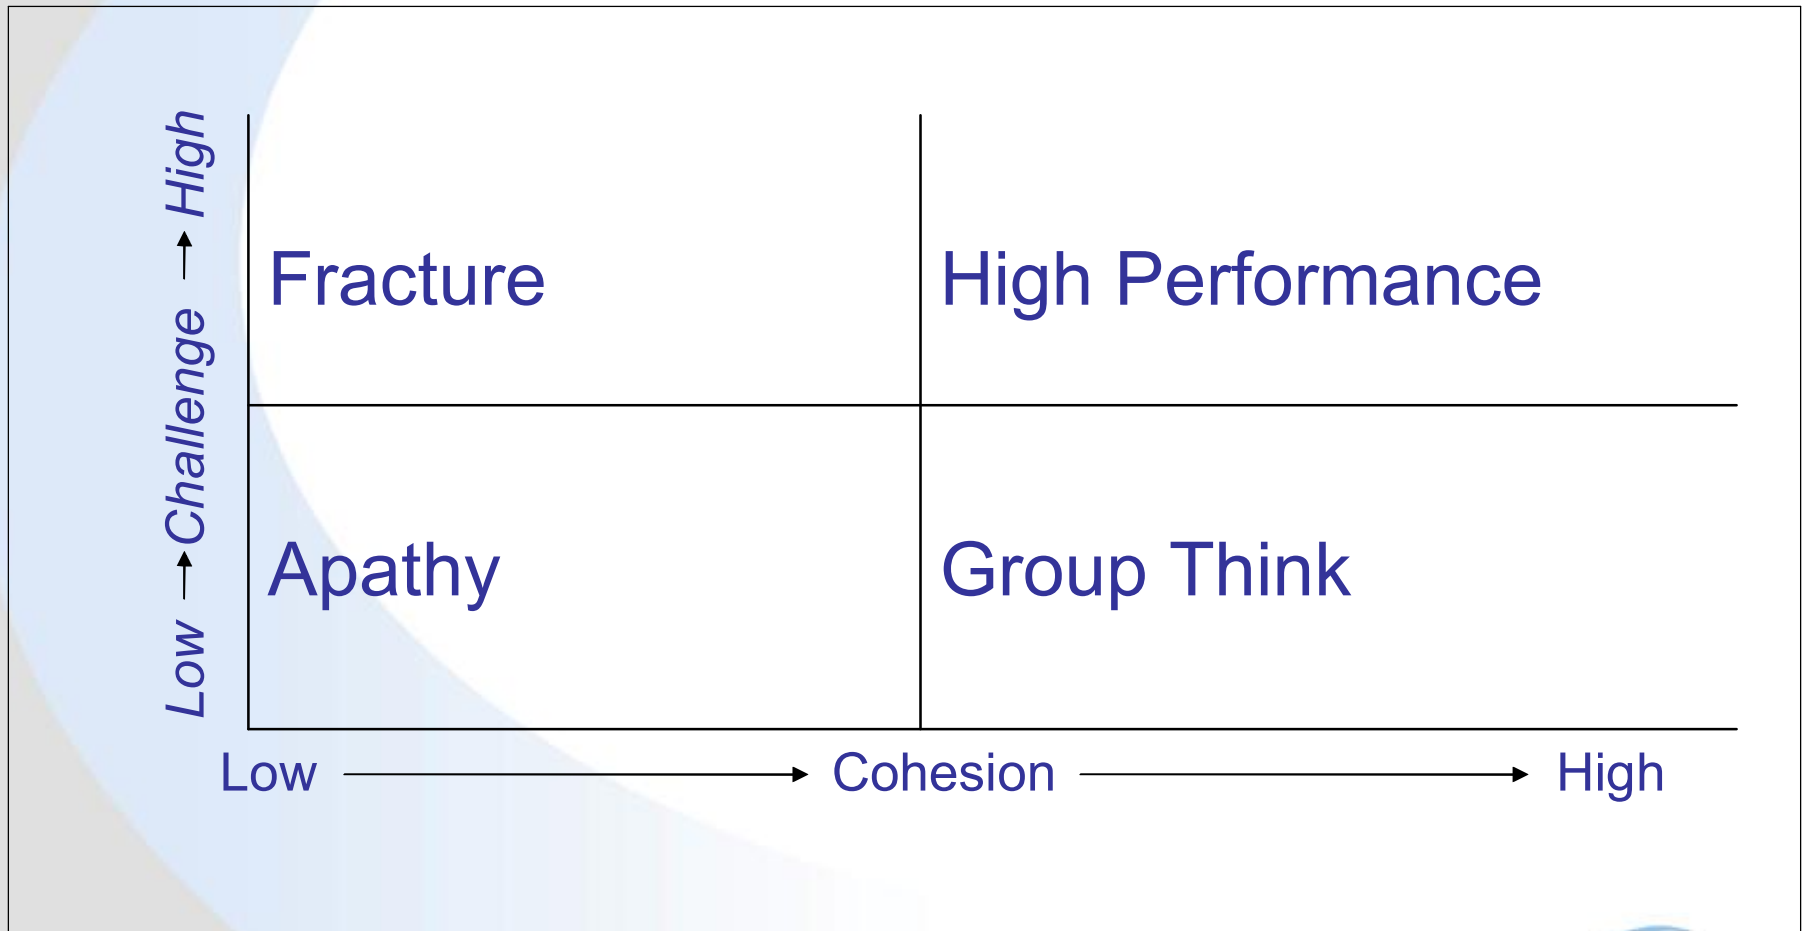 Low → Challenge → High
Fracture
High Performance
Apathy
Group Think
Low → Cohesion → High